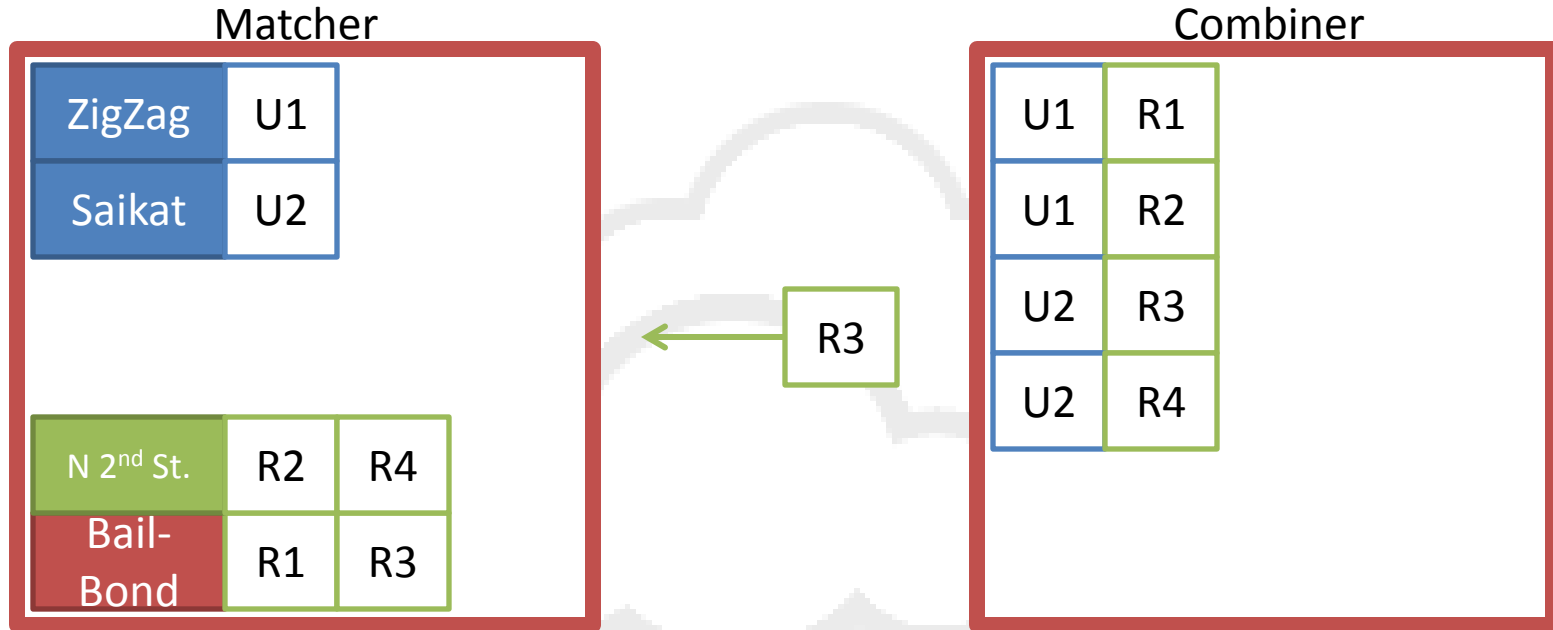 Matcher
ZigZag U1
Saikat U2
N 2nd St. R2 R4
Bail-
Bond R1 R3
R3
Combiner
U1 R1
U1 R2
U2 R3
U2 R4